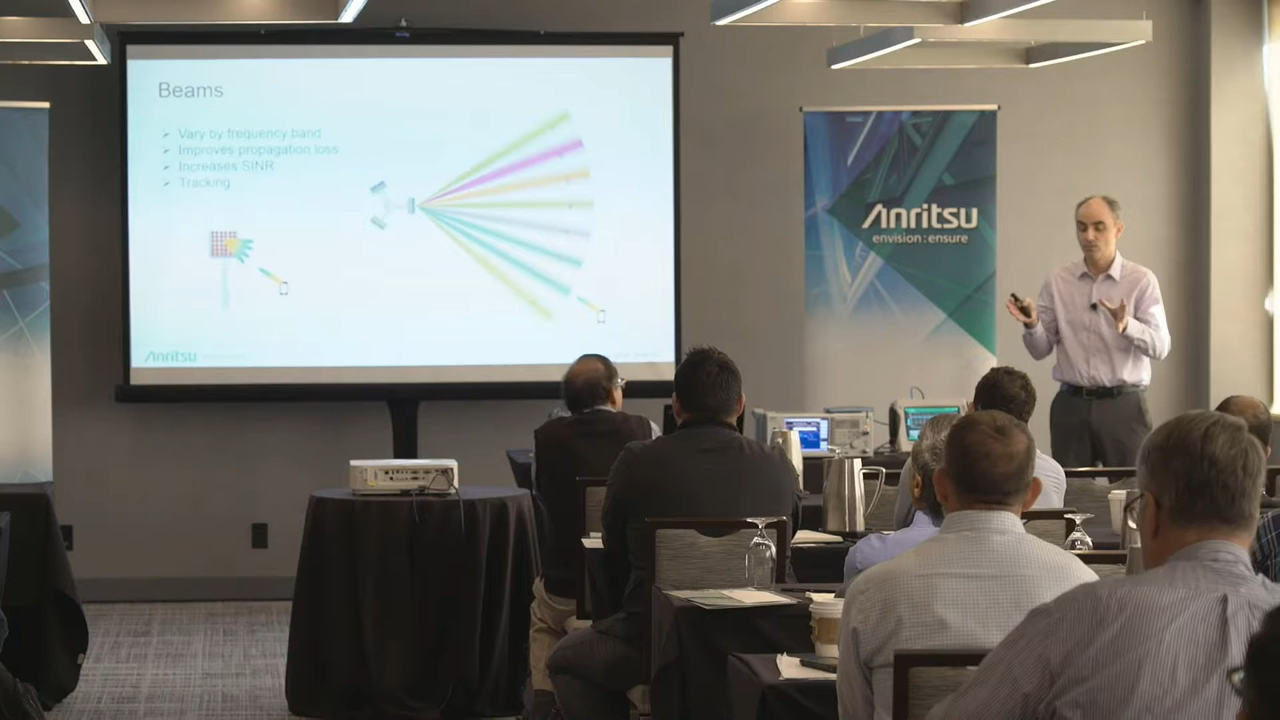 Beams
Vary by frequency band
Improves propagation loss
Increases SINR
Tracking
Anritsu
Anritsu
envision : ensure